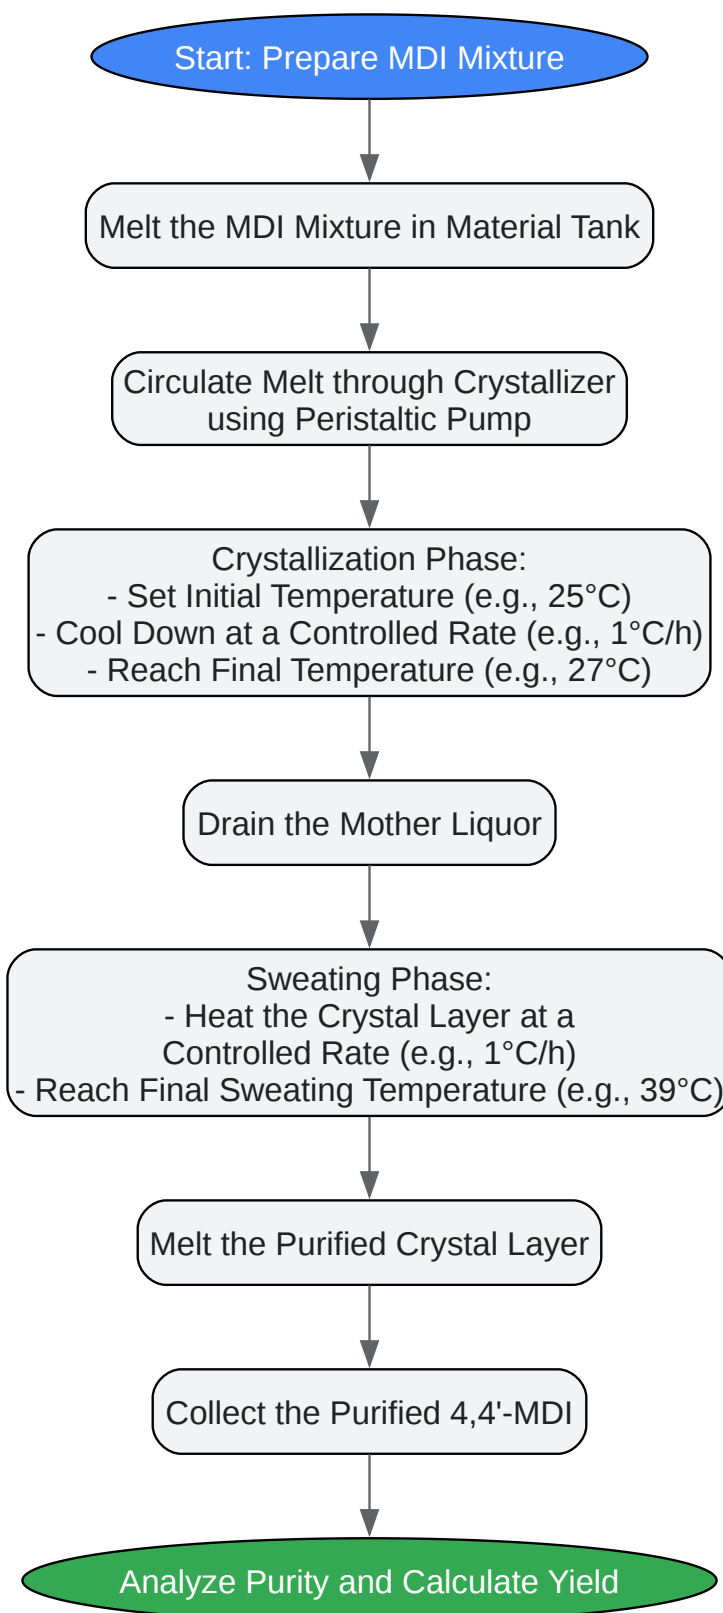 Start: Prepare MDI Mixture
Melt the MDI Mixture in Material Tank
Circulate Melt through Crystallizer
using Peristaltic Pump
Crystallization Phase:
- Set Initial Temperature (e.g., 25°C)
- Cool Down at a Controlled Rate (e.g., 1°C/h)
- Reach Final Temperature (e.g., 27°C)
Drain the Mother Liquor
Sweating Phase:
- Heat the Crystal Layer at a
Controlled Rate (e.g., 1°C/h)
- Reach Final Sweating Temperature (e.g., 39°C)
Melt the Purified Crystal Layer
Collect the Purified 4,4'-MDI
Analyze Purity and Calculate Yield